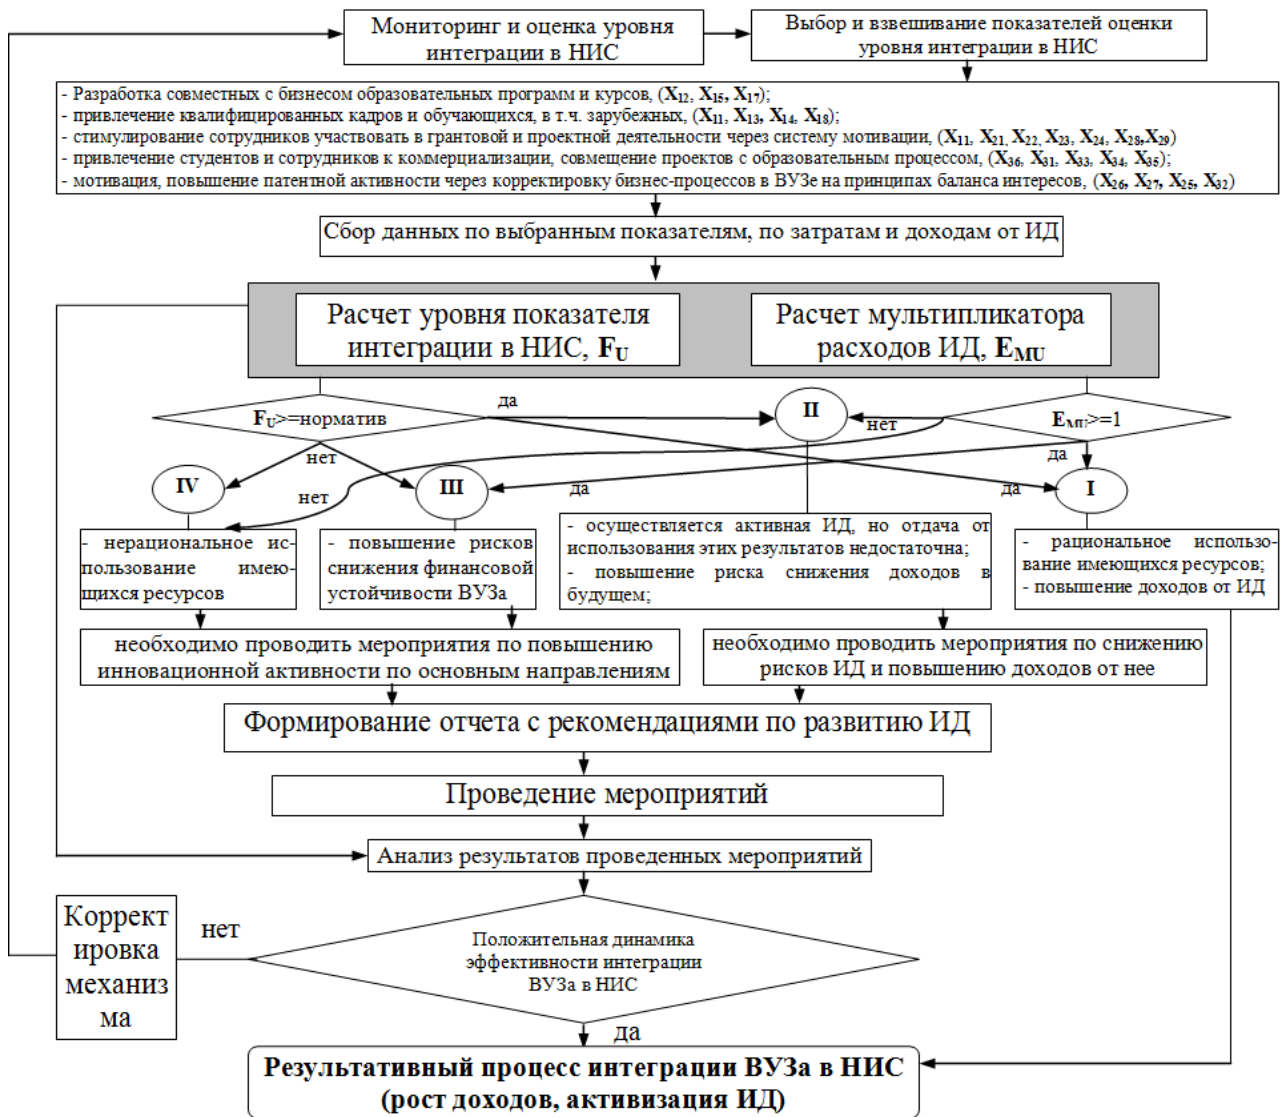 Мониторинг и оценка уровня
интеграции в НИС
Выбор и взвешивание показателей оценки
уровня интеграции в НИС
- Разработка совместных с бизнесом образовательных программ и курсов, (X12, X15, X17);
- привлечение квалифицированных кадров и обучающихся, в т.ч. зарубежных, (X11, X13, X14, X18);
- стимулирование сотрудников участвовать в грантовой и проектной деятельности через систему мотивации, (X11, X21, X22, X23, X24, X28,X29)
- привлечение студентов и сотрудников к коммерциализации, совмещение проектов с образовательным процессом, (X36, X31, X33, X34, X35);
- мотивация, повышение патентной активности через корректировку бизнес-процессов в ВУЗе на принципах баланса интересов, (X26, X27, X25, X32)
Сбор данных по выбранным показателям, по затратам и доходам от ИД
Расчет уровня показателя
интеграции в НИС, FU
Расчет мультипликатора
расходов ИД, EMU
FU>=норматив
да
II
нет
EMU>=1
нет
да
IV
нет
III
да
да
I
- нерациональное ис-
пользование имею-
щихся ресурсов
- повышение рисков
снижения финансовой
устойчивости ВУЗа
- осуществляется активная ИД, но отдача от
использования этих результатов недостаточна;
- повышение риска снижения доходов в
будущем;
- рациональное использо-
вание имеющихся ресурсов;
- повышение доходов от ИД
необходимо проводить мероприятия по повышению
инновационной активности по основным направлениям
необходимо проводить мероприятия по снижению
рисков ИД и повышению доходов от нее
Формирование отчета с рекомендациями по развитию ИД
Проведение мероприятий
Анализ результатов проведенных мероприятий
Коррект
ировка
механиз
ма
нет
Положительная динамика
эффективности интеграции
ВУЗа в НИС
да
Результативный процесс интеграции ВУЗа в НИС
(рост доходов, активизация ИД)